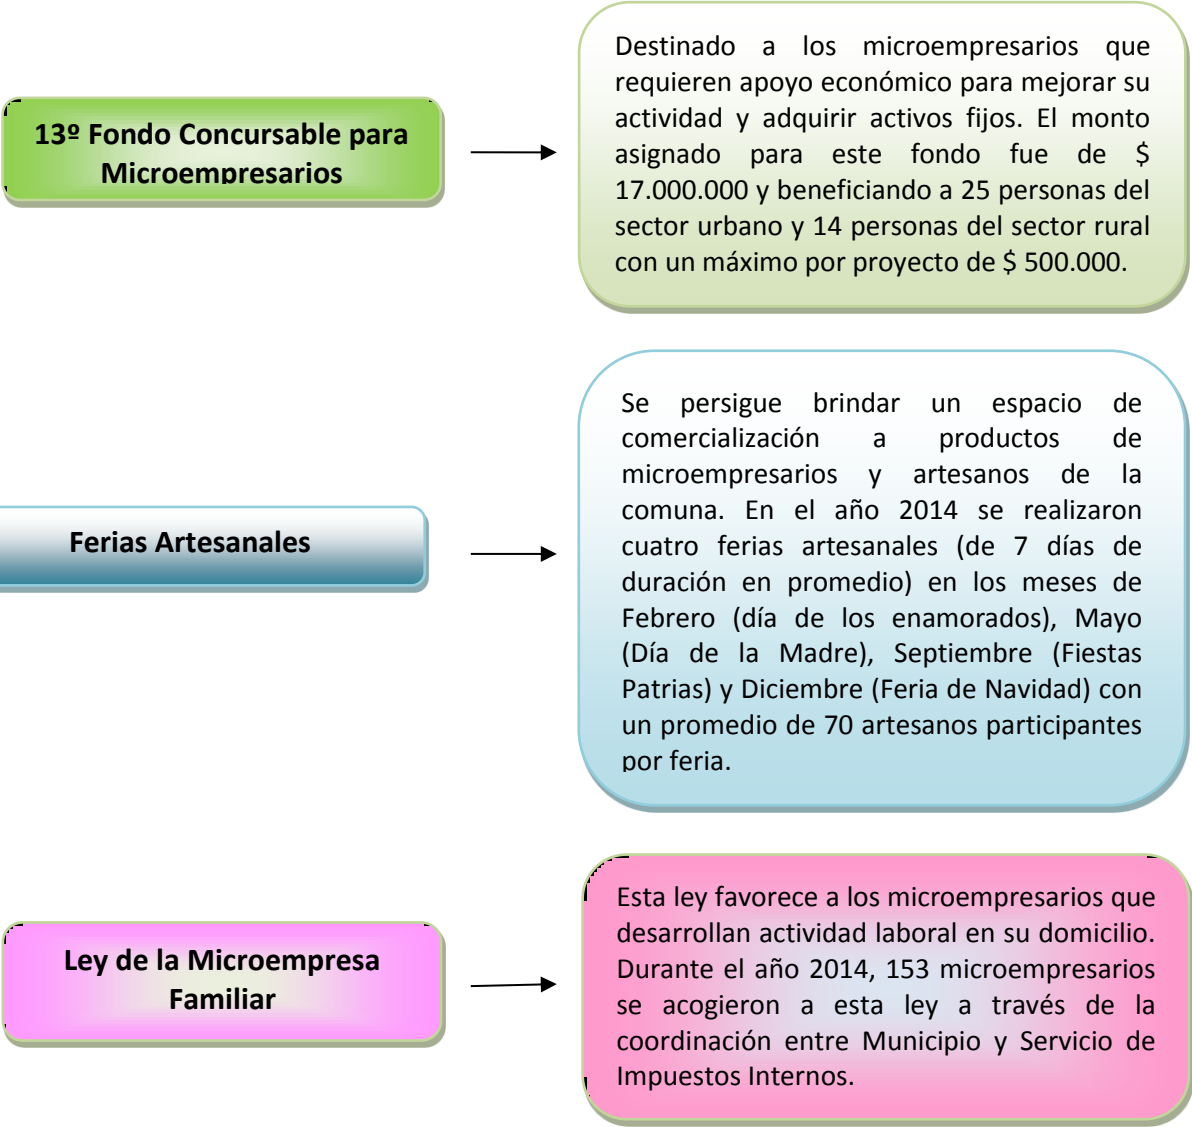 13º Fondo Concursable para
Microempresarios
Destinado a los microempresarios que
requieren apoyo económico para mejorar su
actividad y adquirir activos fijos. El monto
asignado para este fondo fue de $
17.000.000 y beneficiando a 25 personas del
sector urbano y 14 personas del sector rural
con un máximo por proyecto de $ 500.000.
Ferias Artesanales
Se persigue brindar un espacio de
comercialización a productos de
microempresarios y artesanos de la
comuna. En el año 2014 se realizaron
cuatro ferias artesanales (de 7 días de
duración en promedio) en los meses de
Febrero (día de los enamorados), Mayo
(Día de la Madre), Septiembre (Fiestas
Patrias) y Diciembre (Feria de Navidad) con
un promedio de 70 artesanos participantes
por feria.
Ley de la Microempresa
Familiar
Esta ley favorece a los microempresarios que
desarrollan actividad laboral en su domicilio.
Durante el año 2014, 153 microempresarios
se acogieron a esta ley a través de la
coordinación entre Municipio y Servicio de
Impuestos Internos.